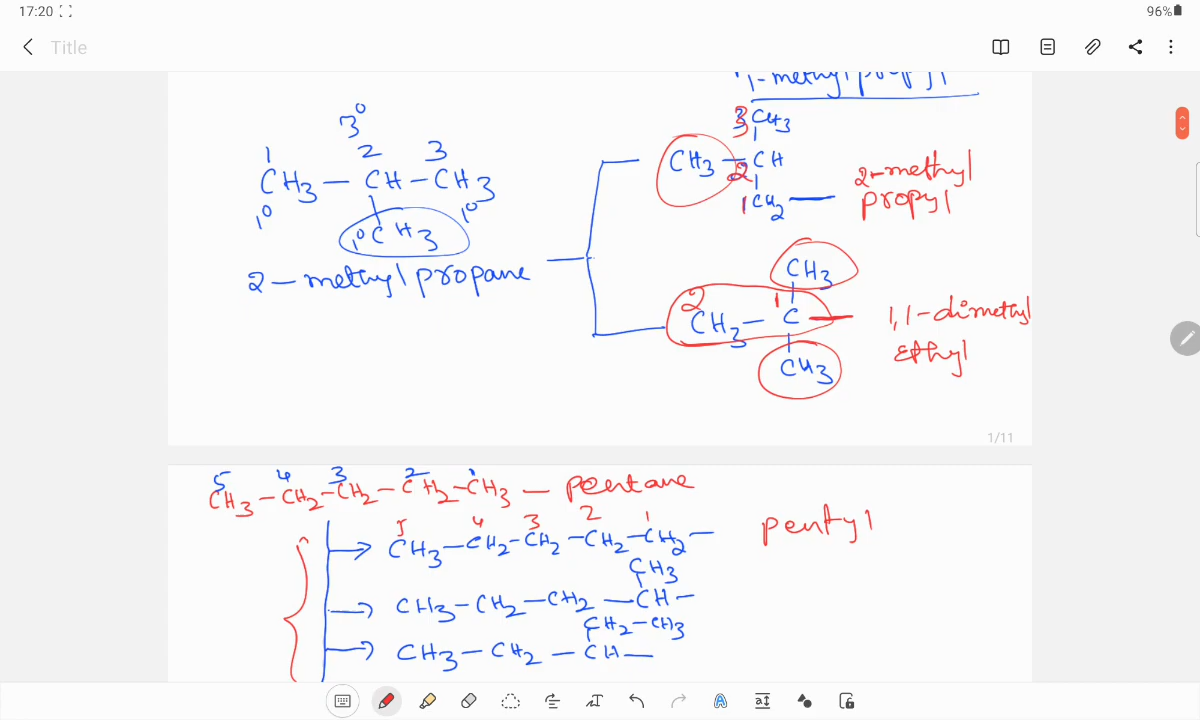 17:20
96%
Title
1-methyl propyl
3°
1 2 3
CH3 — CH — CH3
1° 1°
1° CH3
2 — methyl propane
3 CH3
CH3 — 2 CH
1 CH2 —
2-methyl
propyl
CH3
2 1
CH3 — C —
CH3
1,1-dimethyl
Ethyl
1/11
5 4 3 2 1
CH3 — CH2 — CH2 — CH2 — CH3 — Pentane
5 4 3 2 1
CH3 — CH2 — CH2 — CH2 — CH2 —
pentyl
CH3
CH3 — CH2 — CH2 — CH —
CH2 — CH3
CH3 — CH2 — CH —